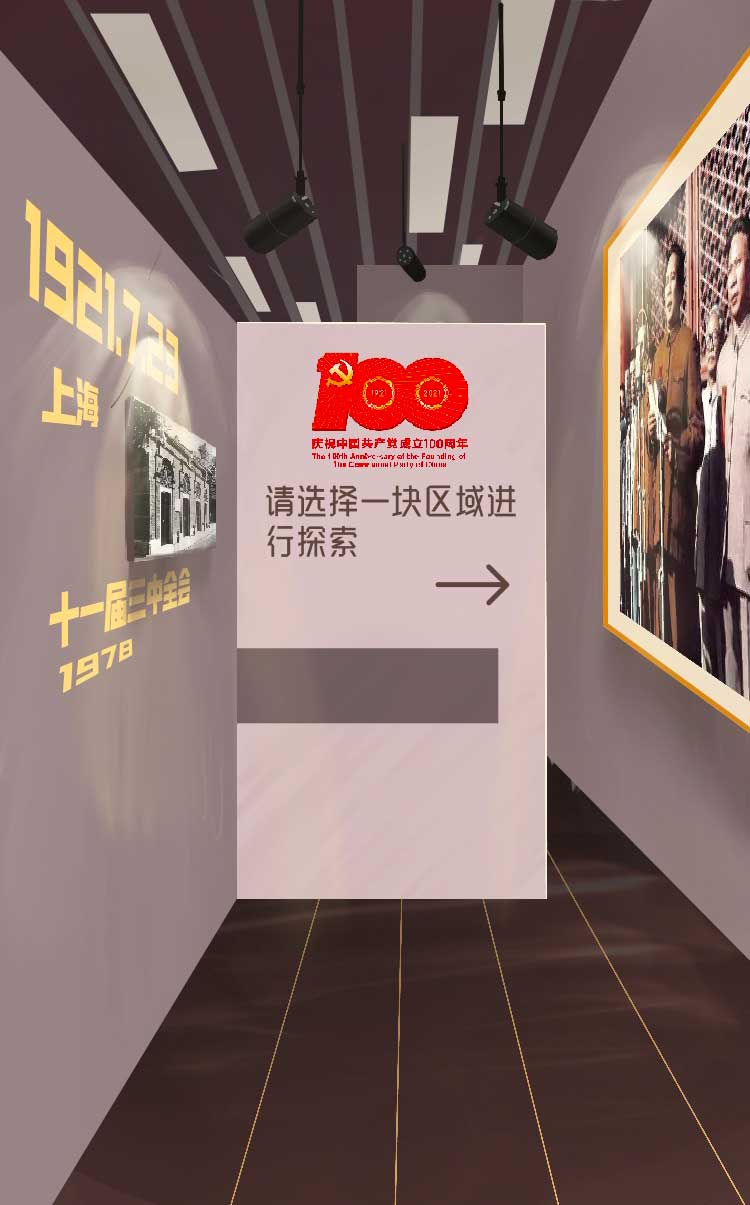 1921.7.23
上海
十一届三中全会
1978
1921
2021
庆祝中国共产党成立100周年
The 100th Anniversary of the Founding of
The Communist Party of China
请选择一块区域进
行探索